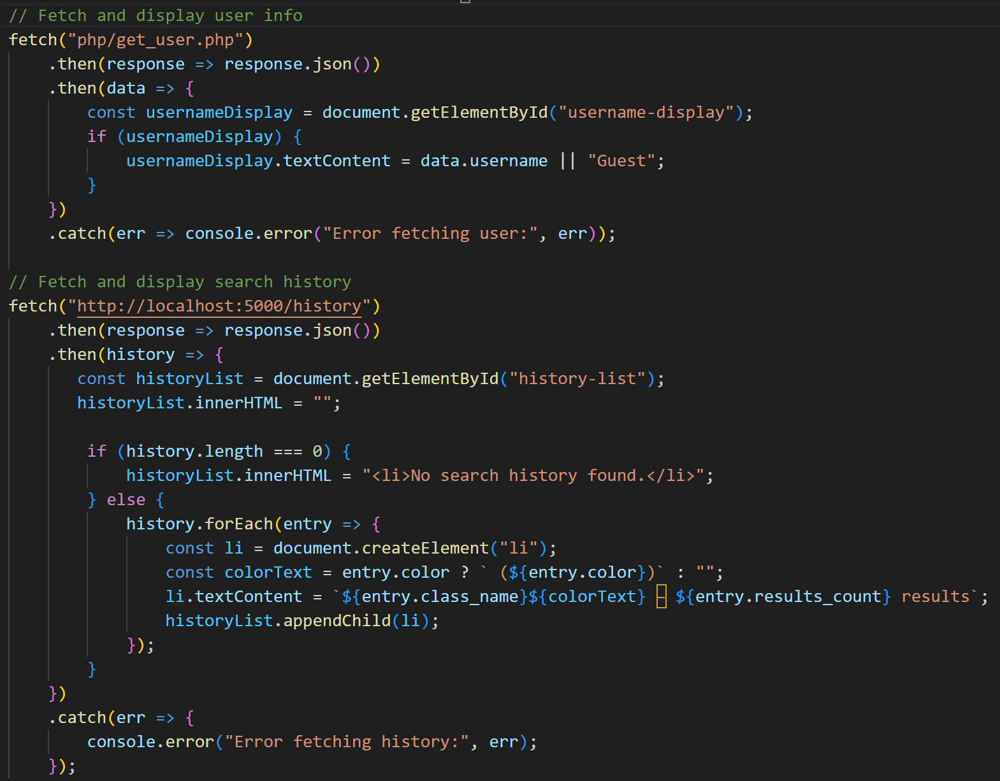 // Fetch and display user info
fetch("php/get_user.php")
    .then(response => response.json())
    .then(data => {
        const usernameDisplay = document.getElementById("username-display");
        if (usernameDisplay) {
            usernameDisplay.textContent = data.username || "Guest";
        }
    })
    .catch(err => console.error("Error fetching user:", err));

// Fetch and display search history
fetch("http://localhost:5000/history")
    .then(response => response.json())
    .then(history => {
       const historyList = document.getElementById("history-list");
       historyList.innerHTML = "";

        if (history.length === 0) {
            historyList.innerHTML = "<li>No search history found.</li>";
        } else {
            history.forEach(entry => {
                const li = document.createElement("li");
                const colorText = entry.color ? ` (${entry.color})` : "";
                li.textContent = `${entry.class_name}${colorText} – ${entry.results_count} results`;
                historyList.appendChild(li);
            });
        }
    })
    .catch(err => {
        console.error("Error fetching history:", err);
    });